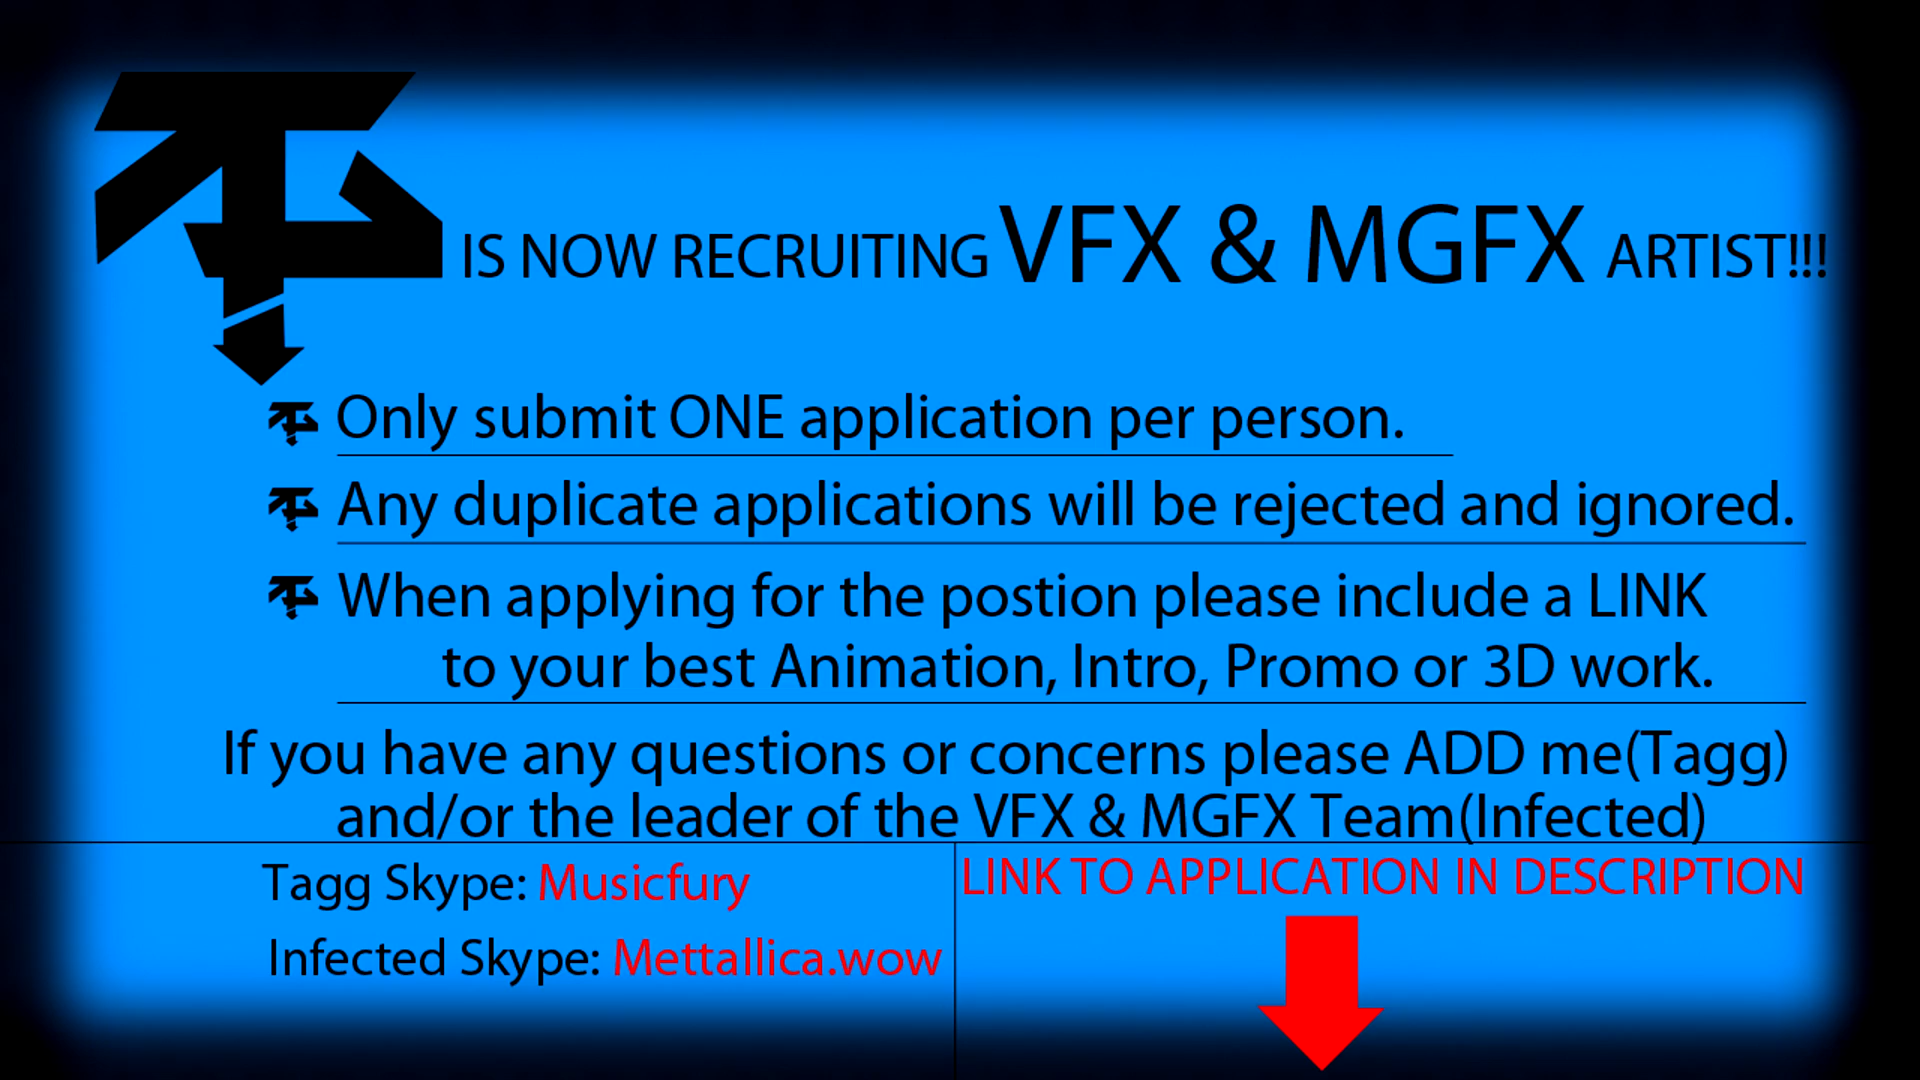 IS NOW RECRUITING VFX & MGFX ARTIST!!!
Only submit ONE application per person.
Any duplicate applications will be rejected and ignored.
When applying for the postion please include a LINK
to your best Animation, Intro, Promo or 3D work.
If you have any questions or concerns please ADD me(Tagg)
and/or the leader of the VFX & MGFX Team(Infected)
Tagg Skype: Musicfury
Infected Skype: Mettallica.wow
LINK TO APPLICATION IN DESCRIPTION